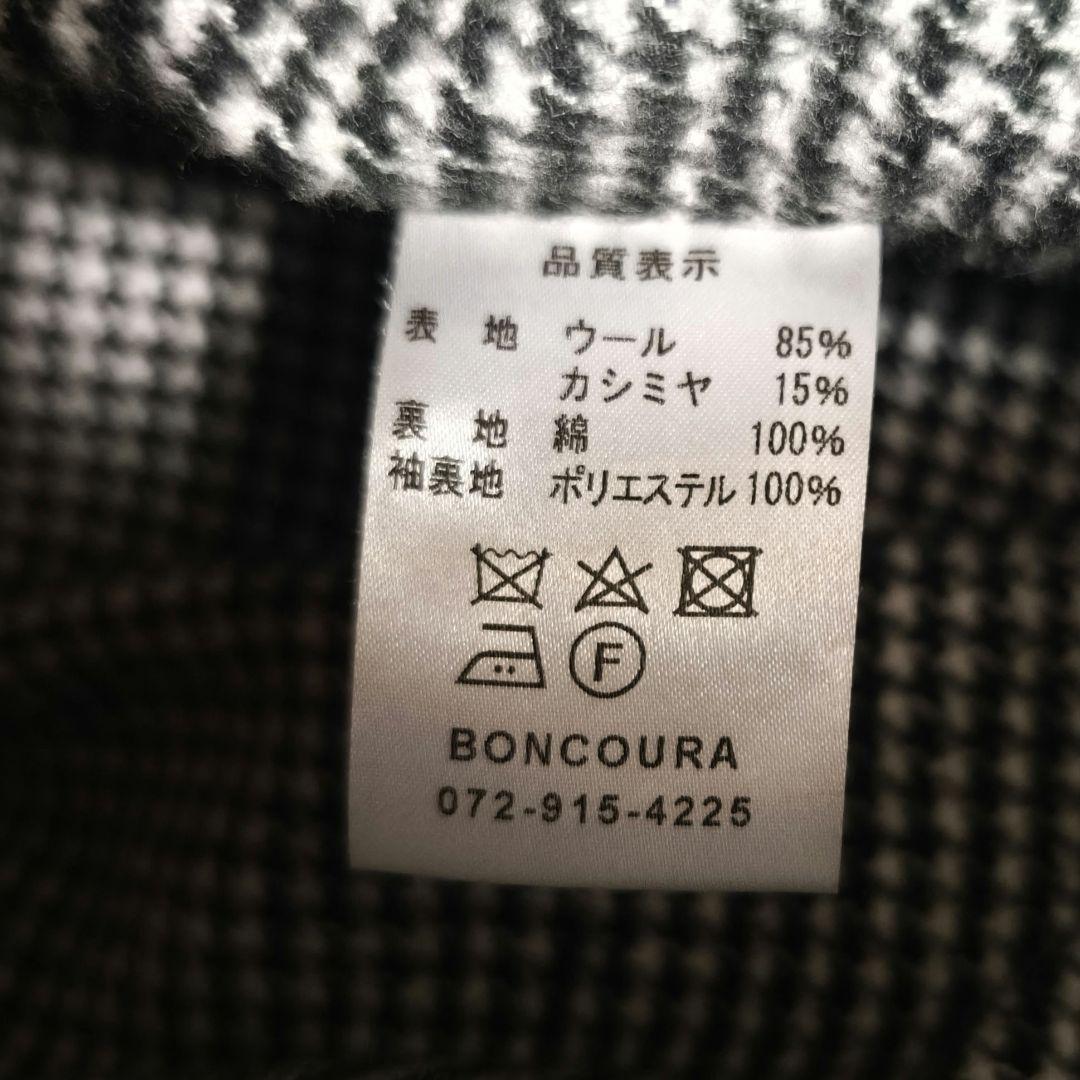 品質表示
表 地 ウール 85%
カシミヤ 15%
裏 地 綿 100%
袖裏地 ポリエステル 100%
F
BONCOURA
072-915-4225